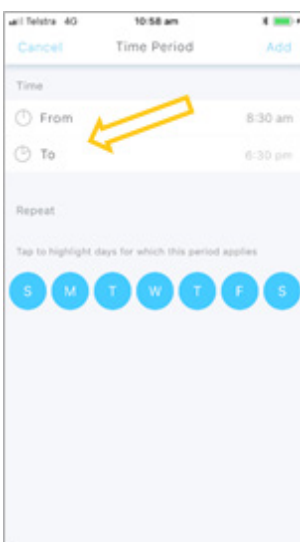 Telstra 4G 10:58 am
Cancel Time Period Add
Time
From 8:30 am
To 6:30 pm
Repeat
Tap to highlight days for which this period applies
S M T W T F S